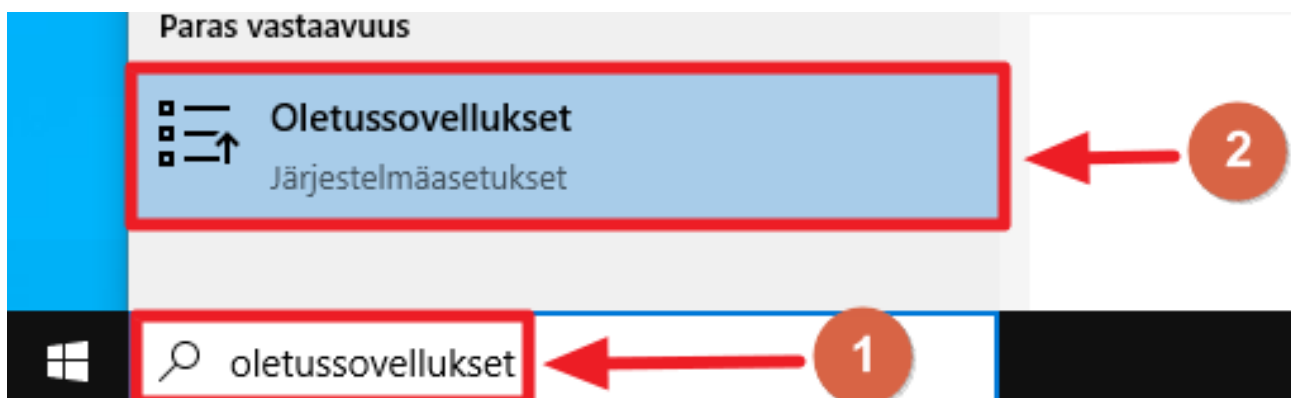 Paras vastaavuus
Oletussovellukset
Järjestelmäasetukset
2
oletussovellukset
1